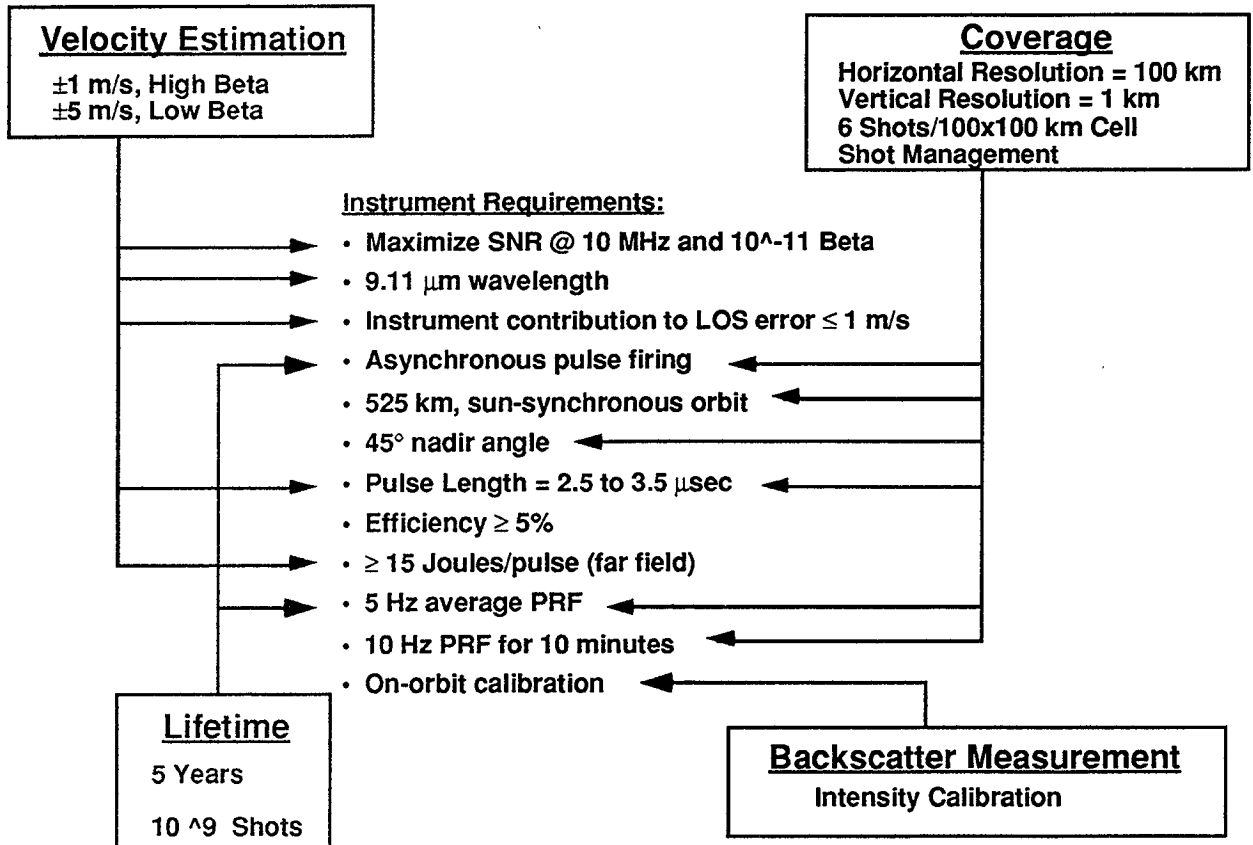 Velocity Estimation
±1 m/s, High Beta
±5 m/s, Low Beta
Coverage
Horizontal Resolution = 100 km
Vertical Resolution = 1 km
6 Shots/100x100 km Cell
Shot Management
Instrument Requirements:
• Maximize SNR @ 10 MHz and 10^-11 Beta
• 9.11 μm wavelength
• Instrument contribution to LOS error ≤ 1 m/s
• Asynchronous pulse firing
• 525 km, sun-synchronous orbit
• 45° nadir angle
• Pulse Length = 2.5 to 3.5 μsec
• Efficiency ≥ 5%
• ≥ 15 Joules/pulse (far field)
• 5 Hz average PRF
• 10 Hz PRF for 10 minutes
• On-orbit calibration
Lifetime
5 Years
10 ^9 Shots
Backscatter Measurement
Intensity Calibration